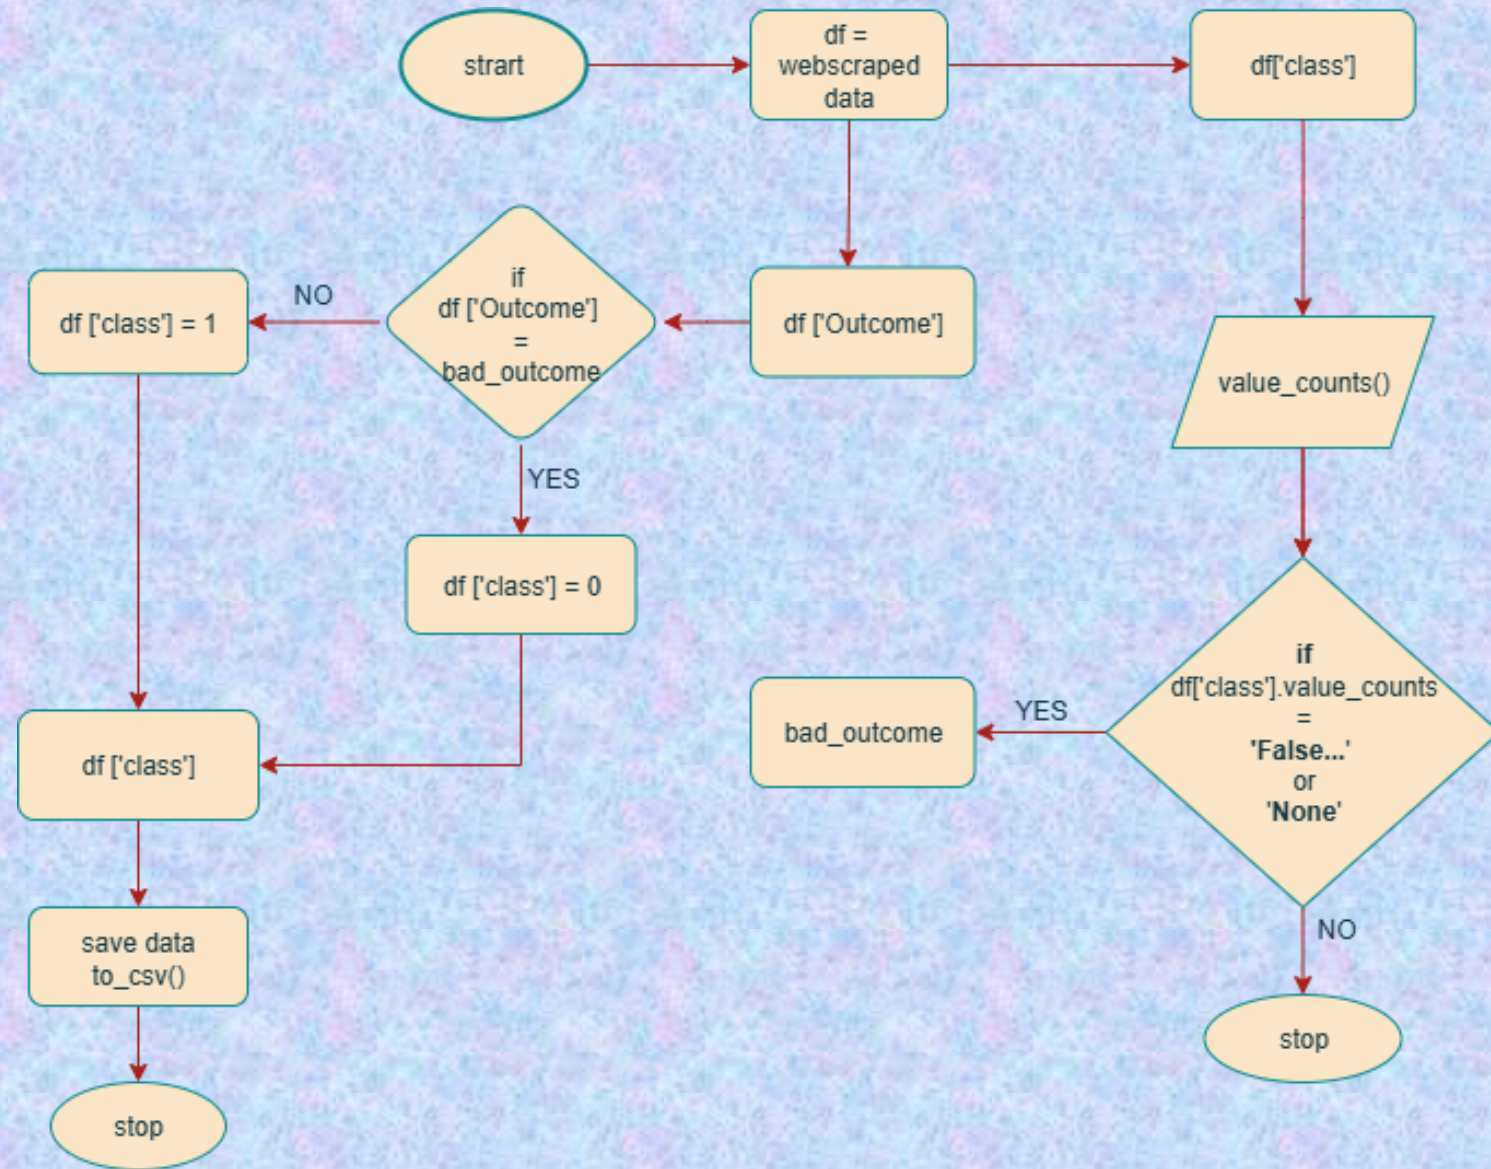 strart
df =
webscraped
data
df['class']
if
df ['Outcome']
=
bad_outcome
NO
df ['class'] = 1
df ['Outcome']
value_counts()
YES
df ['class'] = 0
if
df['class'].value_counts
=
'False...'
or
'None'
YES
bad_outcome
df ['class']
NO
save data
to_csv()
stop
stop